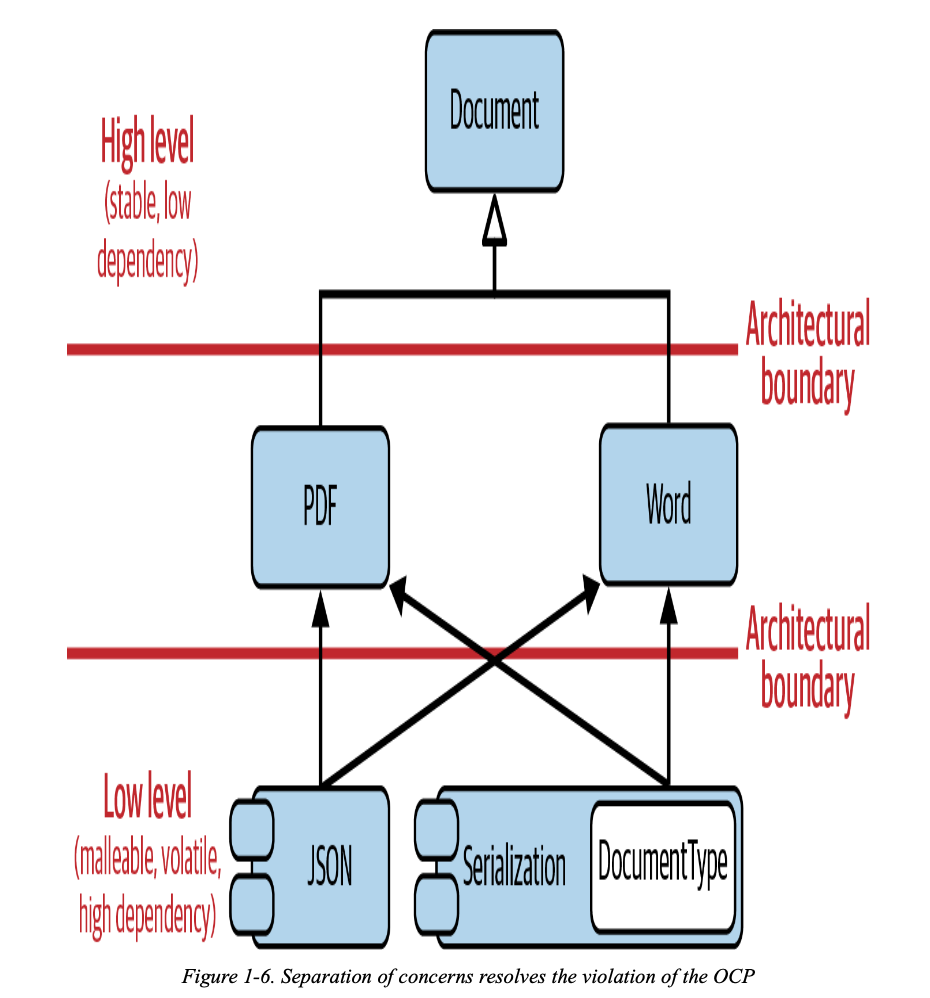 Document
High level
(stable, low
dependency)
Architectural
boundary
PDF
Word
Architectural
boundary
Low level
(malleable, volatile,
high dependency)
JSON
Serialization
DocumentType
Figure 1-6. Separation of concerns resolves the violation of the OCP